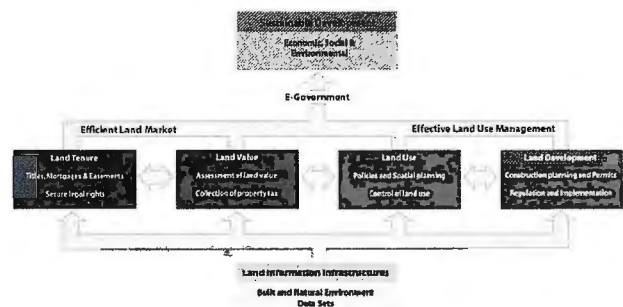 Sustainable Development
Economic, Social &
Environmental
E-Government
Efficient Land Market
Effective Land Use Management
Land Tenure
Titles, Mortgages & Easements
Secure legal rights
Land Value
Assessment of land value
Collection of property tax
Land Use
Policies and Spatial planning
Control of land use
Land Development
Construction planning and Permits
Regulation and Implementation
Land Information Infrastructures
Built and Natural Environment
Data Sets